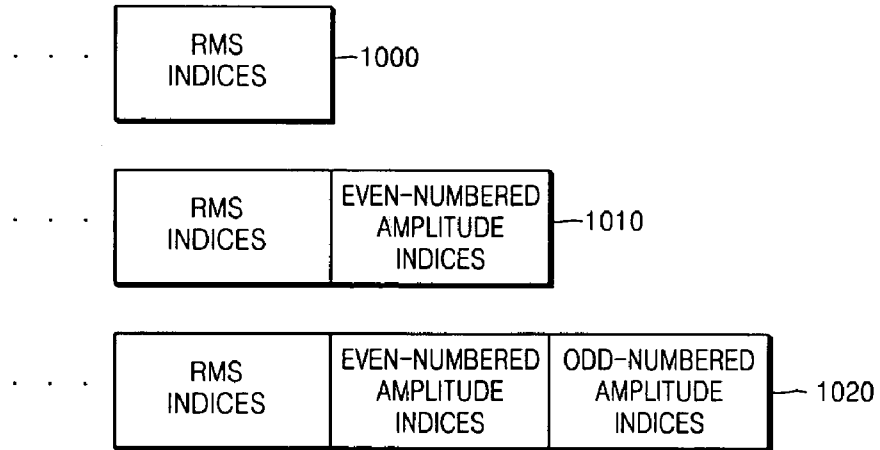 RMS
INDICES
1000
RMS
INDICES
EVEN-NUMBERED
AMPLITUDE
INDICES
1010
RMS
INDICES
EVEN-NUMBERED
AMPLITUDE
INDICES
ODD-NUMBERED
AMPLITUDE
INDICES
1020